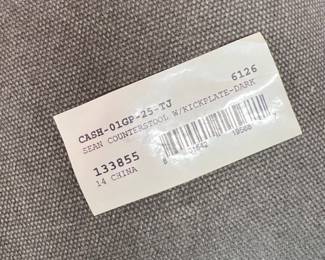 CASH-01GP-25-TJ 6126
SEAN COUNTERSTOOL W/KICKPLATE-DARK
133855
14 CHINA